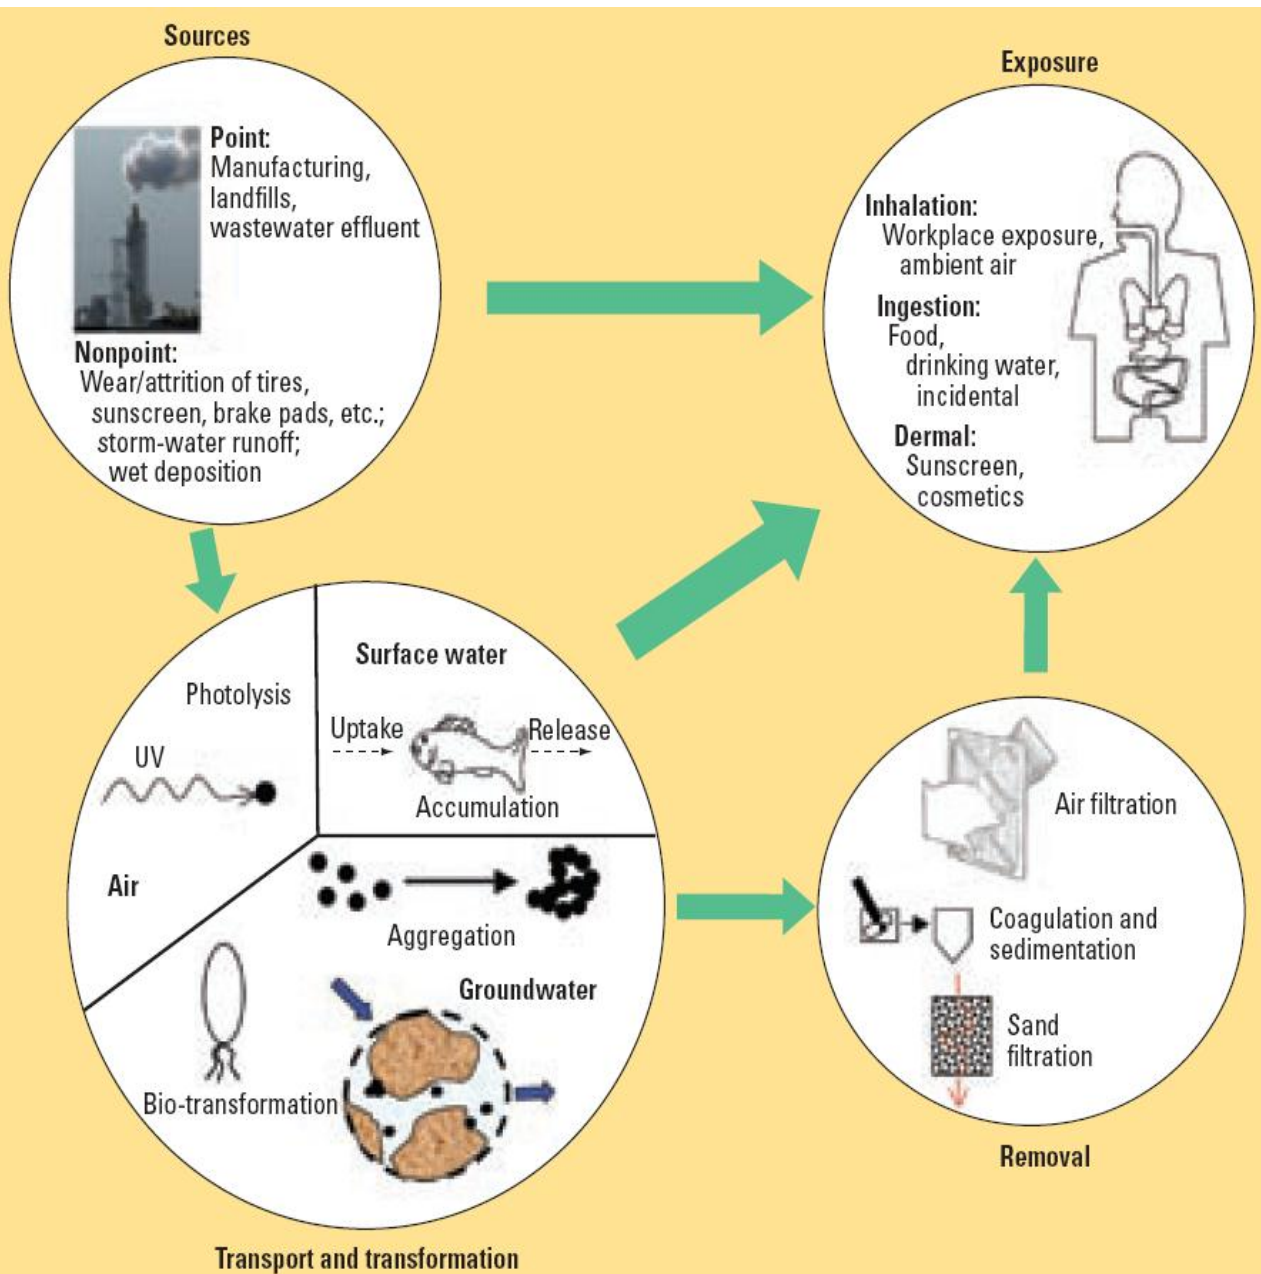 Sources
Point:
Manufacturing,
landfills,
wastewater effluent
Nonpoint:
Wear/attrition of tires,
sunscreen, brake pads, etc.;
storm-water runoff;
wet deposition
Exposure
Inhalation:
Workplace exposure,
ambient air
Ingestion:
Food,
drinking water,
incidental
Dermal:
Sunscreen,
cosmetics
Photolysis
UV
Air
Surface water
Uptake
Release
Accumulation
Aggregation
Groundwater
Bio-transformation
Transport and transformation
Air filtration
Coagulation and
sedimentation
Sand
filtration
Removal